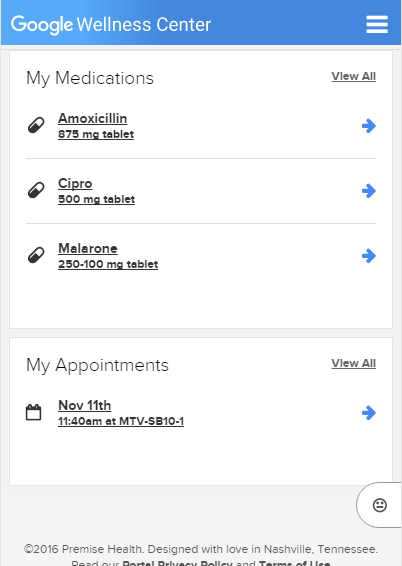 Google Wellness Center
My Medications
View All
Amoxicillin
875 mg tablet
Cipro
500 mg tablet
Malarone
250-100 mg tablet
My Appointments
View All
Nov 11th
11:40am at MTV-SB10-1
©2016 Premise Health. Designed with love in Nashville, Tennessee.
Read our Portal Privacy Policy and Terms of Use